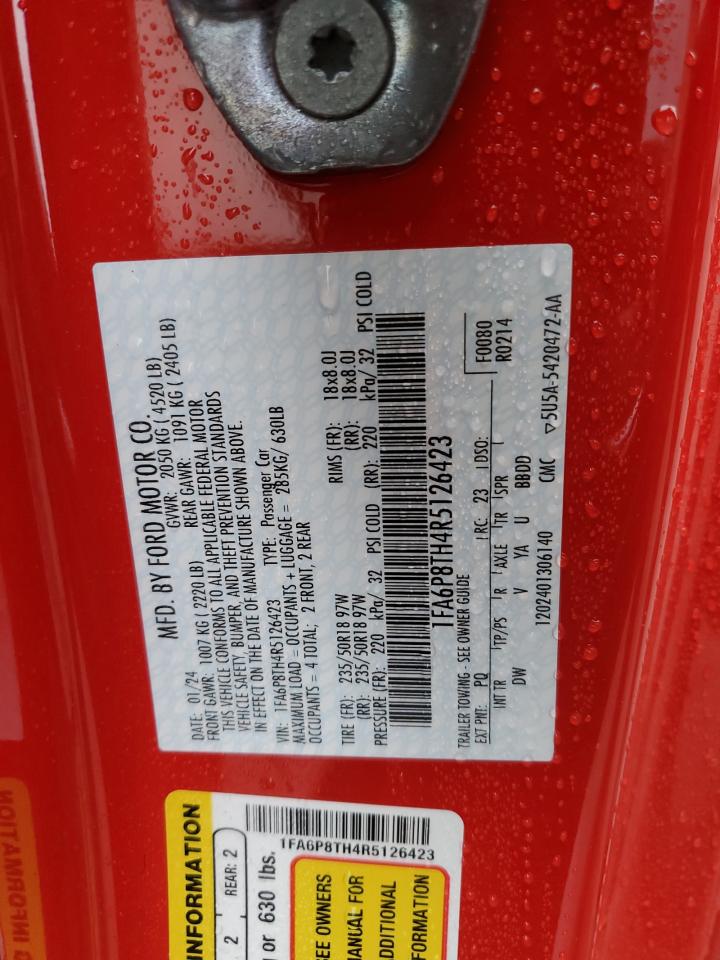 MFD. BY FORD MOTOR CO.
DATE: 01/24 GVWR: 2050 KG ( 4520 LB)
FRONT GAWR: 1007 KG ( 2220 LB) REAR GAWR: 1091 KG ( 2405 LB)
THIS VEHICLE CONFORMS TO ALL APPLICABLE FEDERAL MOTOR
VEHICLE SAFETY, BUMPER, AND THEFT PREVENTION STANDARDS
IN EFFECT ON THE DATE OF MANUFACTURE SHOWN ABOVE.
VIN: 1FA6P8TH4R5126423 TYPE: Passenger Car
MAXIMUM LOAD = OCCUPANTS + LUGGAGE = 285KG/ 630LB
OCCUPANTS = 4 TOTAL; 2 FRONT, 2 REAR
TIRE (FR): 235/50R18 97W RIMS (FR): 18x8.0J
(RR): 235/50R18 97W (RR): 18x8.0J
PRESSURE (FR): 220 kPa/ 32 PSI COLD (RR): 220 kPa/ 32 PSI COLD
1FA6P8TH4R5126423
TRAILER TOWING - SEE OWNER GUIDE
EXT PNT: PQ RC: 23 DSO: F0080
R0214
INT TR TP/PS R AXLE TR SPR
DW V YA U BBDD
1202401306140 CMC ▽5U5A-5420472-AA
INFORMATION
2 REAR: 2
or 630 lbs.
1FA6P8TH4R5126423
SEE OWNERS
MANUAL FOR
ADDITIONAL
FORMATION